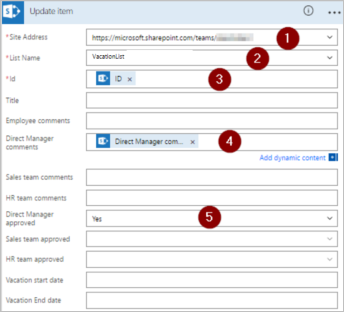 Update Item
* Site Address
https://microsoft.sharepoint.com/teams/
1
* List Name
VacationList
2
* Id
ID ×
3
Title
Employee comments
Direct Manager comments
Direct Manager com... ×
4
Add dynamic content
Sales team comments
HR team comments
Direct Manager approved
Yes
5
Sales team approved
HR team approved
Vacation start date
Vacation End date